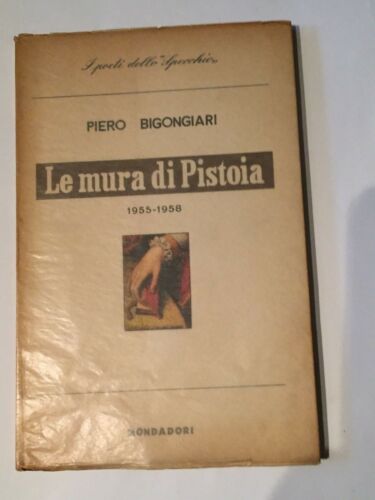 I poeti dello "Specchio"
PIERO BIGONGIARI
Le mura di Pistoia
1955-1958
MONDADORI